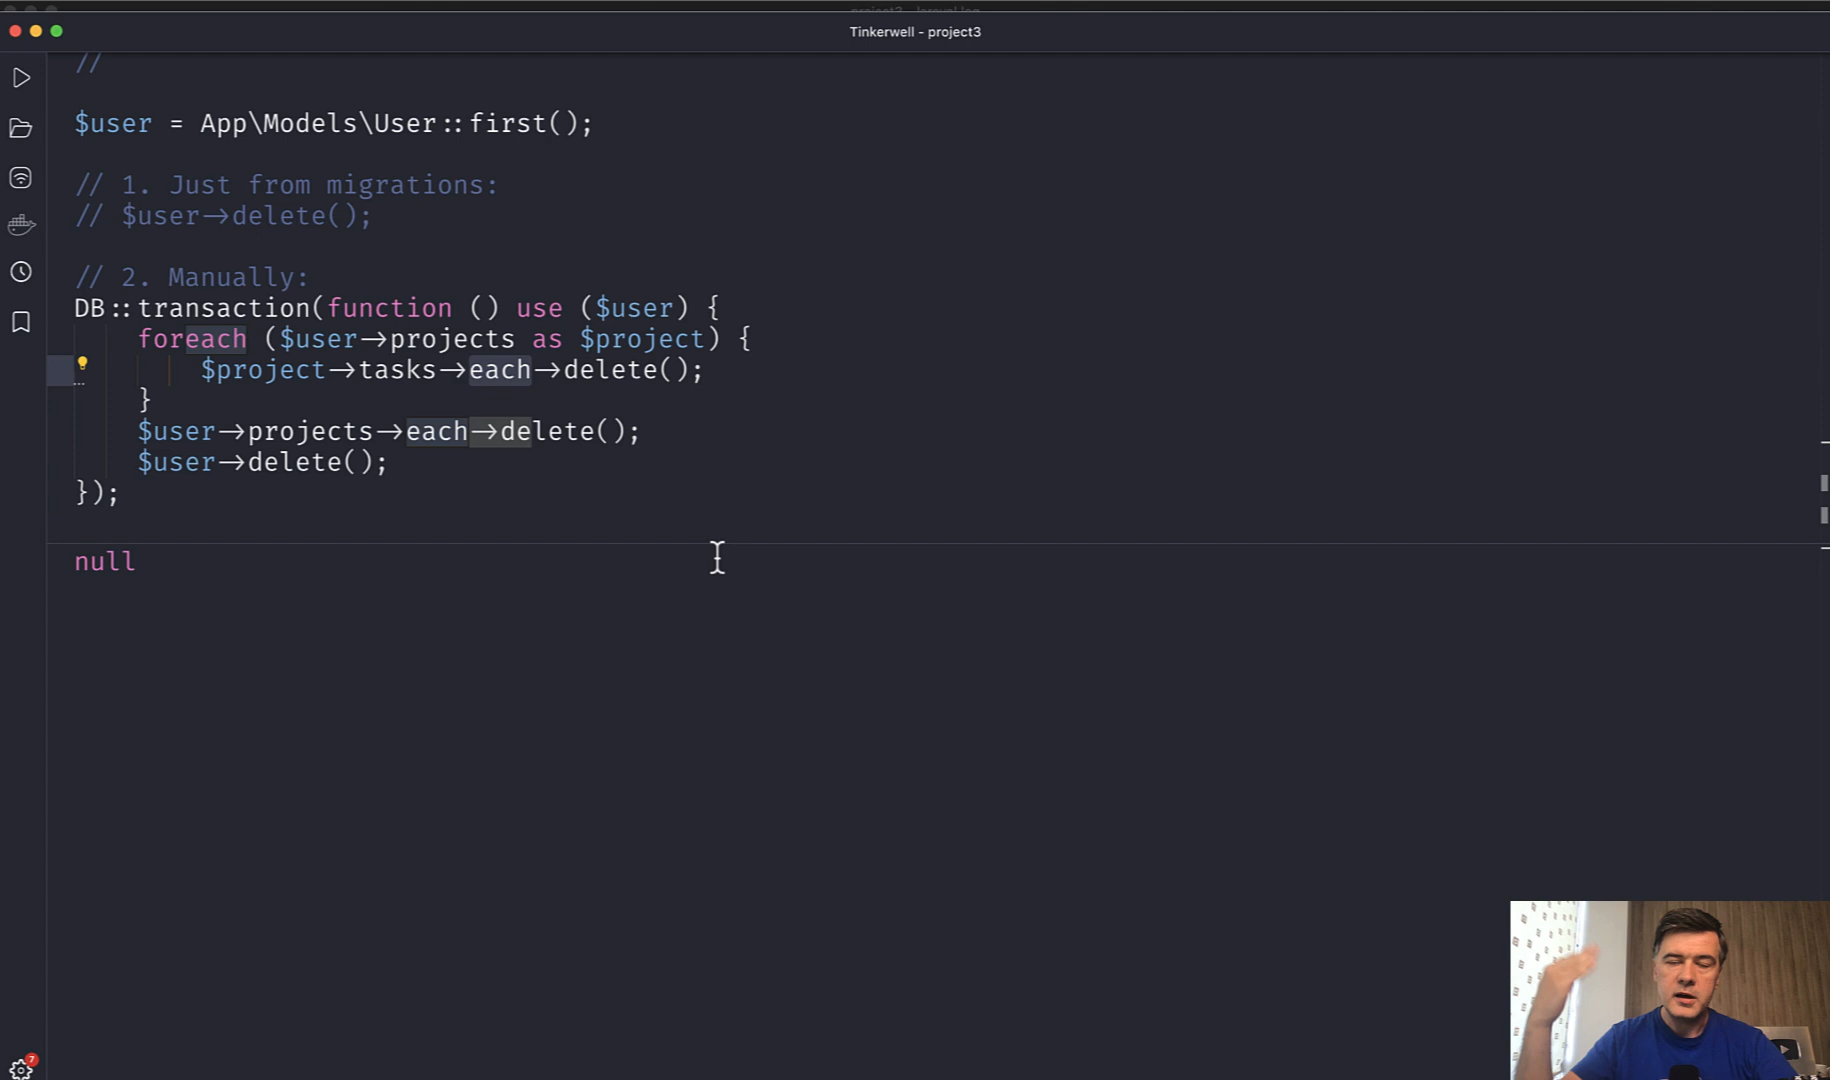 Tinkerwell - project3
//
$user = App\Models\User::first();
// 1. Just from migrations:
// $user->delete();
// 2. Manually:
DB::transaction(function () use ($user) {
foreach ($user->projects as $project) {
$project->tasks->each->delete();
}
$user->projects->each->delete();
$user->delete();
});
null
7